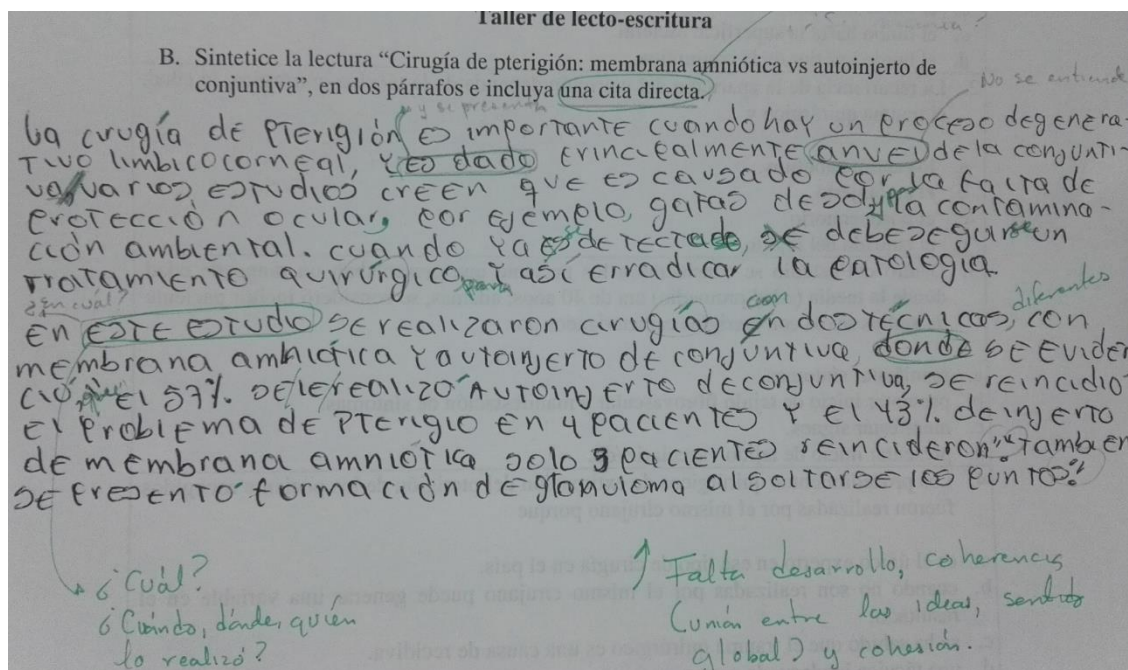 Taller de lecto-escritura
B. Sintetice la lectura “Cirugía de pterigión: membrana amniótica vs autoinjerto de
conjuntiva”, en dos párrafos e incluya una cita directa.
No se entiende
y se presenta
La cirugía de PTerigión es importante cuando hay un proceso degenera-
Tivo limbicocorneal, y es dado principalmente anvel de la conjunti-
va varios estudios creen que es causado por la falta de
protección ocular, por ejemplo, gafas de sol y la contamina-
ción ambiental. cuando ya es detectado, se debe seguir un
tratamiento quirúrgico y así erradicar la patología.
para
¿En cuál?
con
diferentes
En este estudio se realizaron cirugías en dos técnicas, con
membrana amniotica y autoinjerto de conjuntiva, donde se eviden
ció, el 57% se le realizo Autoinjerto de conjuntiva, se reincidio
el problema de PTerigio en 4 pacientes y el 43% de injerto
de membrana amniótica solo 3 pacientes reincideron". Tambien
se presento formación de glomuloma al soltarse los puntos".
¿Cuál?
¿Cuándo, dónde, quién
lo realizó?
Falta desarrollo, coherencia
(unión entre las ideas, sentido
global) y cohesión.